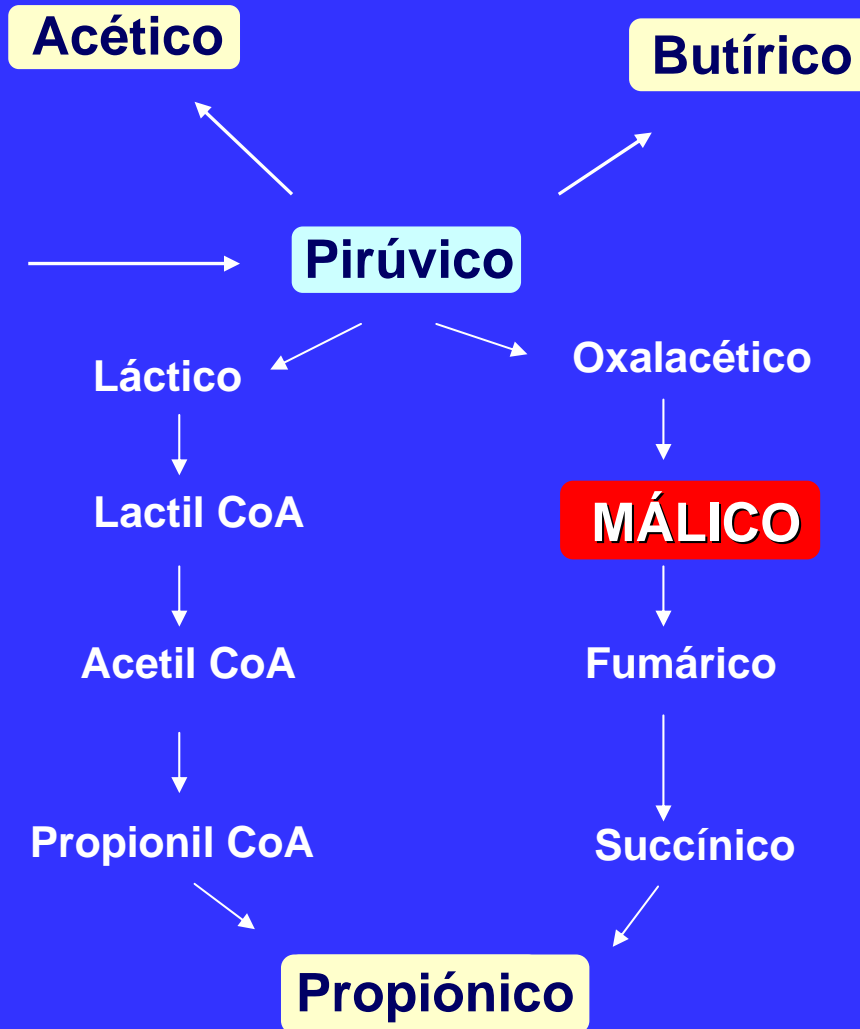 Acético
Butírico
Pirúvico
Láctico
Oxalacético
Lactil CoA
MÁLICO
Acetil CoA
Fumárico
Propionil CoA
Succínico
Propiónico